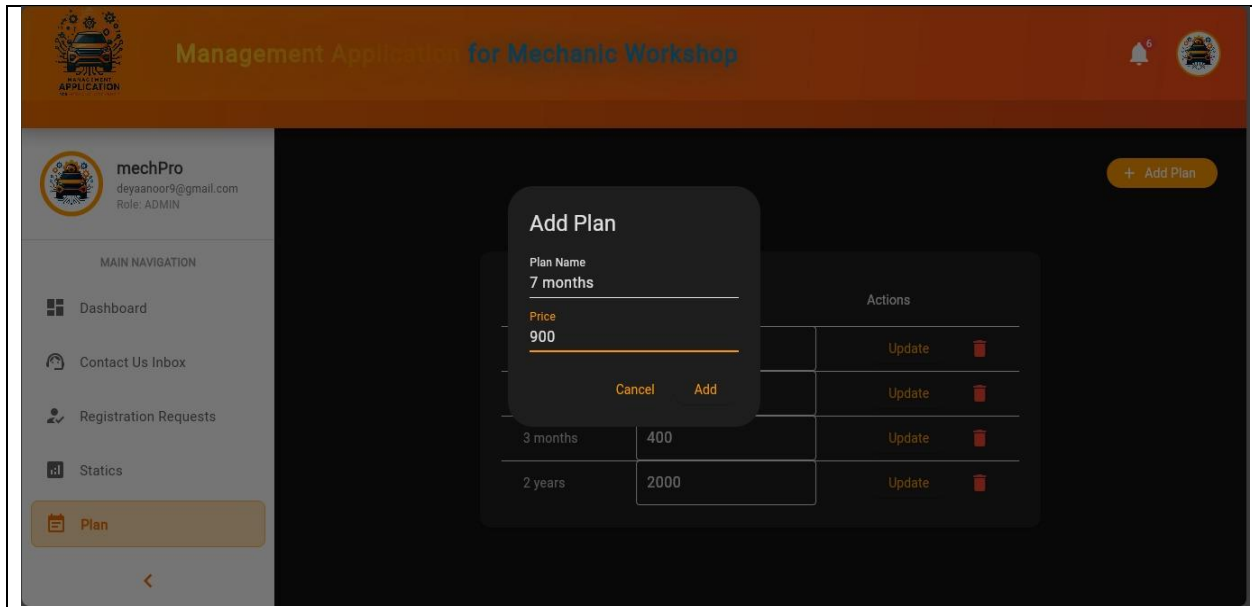 MANAGEMENT
APPLICATION
Management Application for Mechanic Workshop
6
mechPro
deyaanoor9@gmail.com
Role: ADMIN
MAIN NAVIGATION
Dashboard
Contact Us Inbox
Registration Requests
Statics
Plan
+ Add Plan
Add Plan
Plan Name
7 months
Price
900
Cancel Add
Actions
Update
Update
3 months 400 Update
2 years 2000 Update